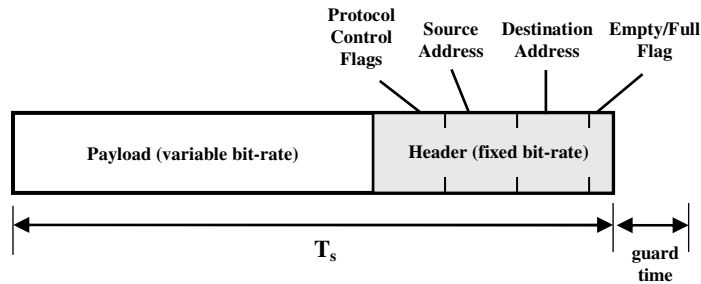 Protocol
Control
Flags
Source
Address
Destination
Address
Empty/Full
Flag
Payload (variable bit-rate)
Header (fixed bit-rate)
Ts
guard
time